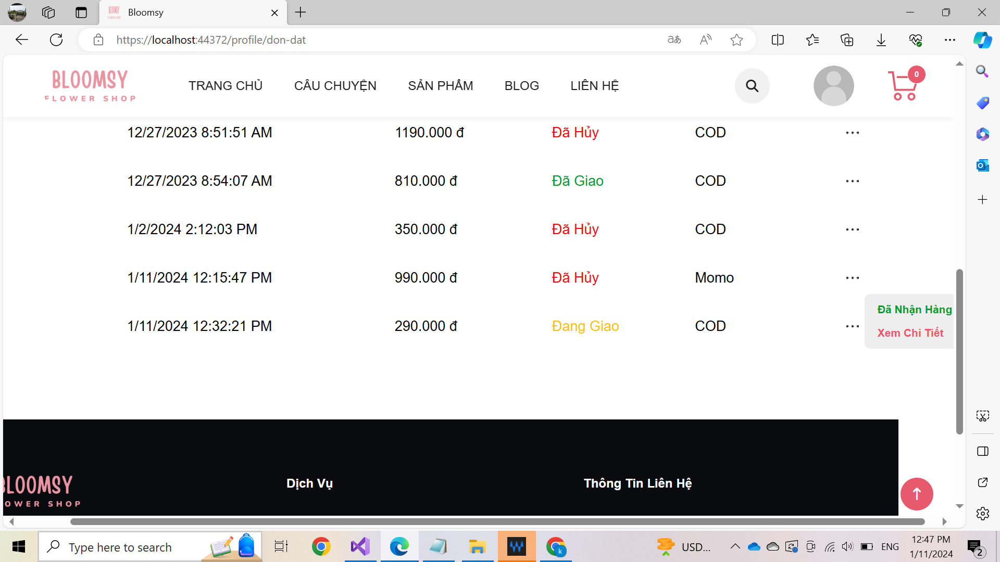 Bloomsy
https://localhost:44372/profile/don-dat
BLOOMSY
FLOWER SHOP
TRANG CHỦ CÂU CHUYỆN SẢN PHẨM BLOG LIÊN HỆ
0
12/27/2023 8:51:51 AM 1190.000 đ Đã Hủy COD ...
12/27/2023 8:54:07 AM 810.000 đ Đã Giao COD ...
1/2/2024 2:12:03 PM 350.000 đ Đã Hủy COD ...
1/11/2024 12:15:47 PM 990.000 đ Đã Hủy Momo ...
Đã Nhận Hàng
1/11/2024 12:32:21 PM 290.000 đ Đang Giao COD ...
Xem Chi Tiết
BLOOMSY
OWER SHOP
Dịch Vụ
Thông Tin Liên Hệ
Type here to search
USD...
ENG
12:47 PM
1/11/2024
2